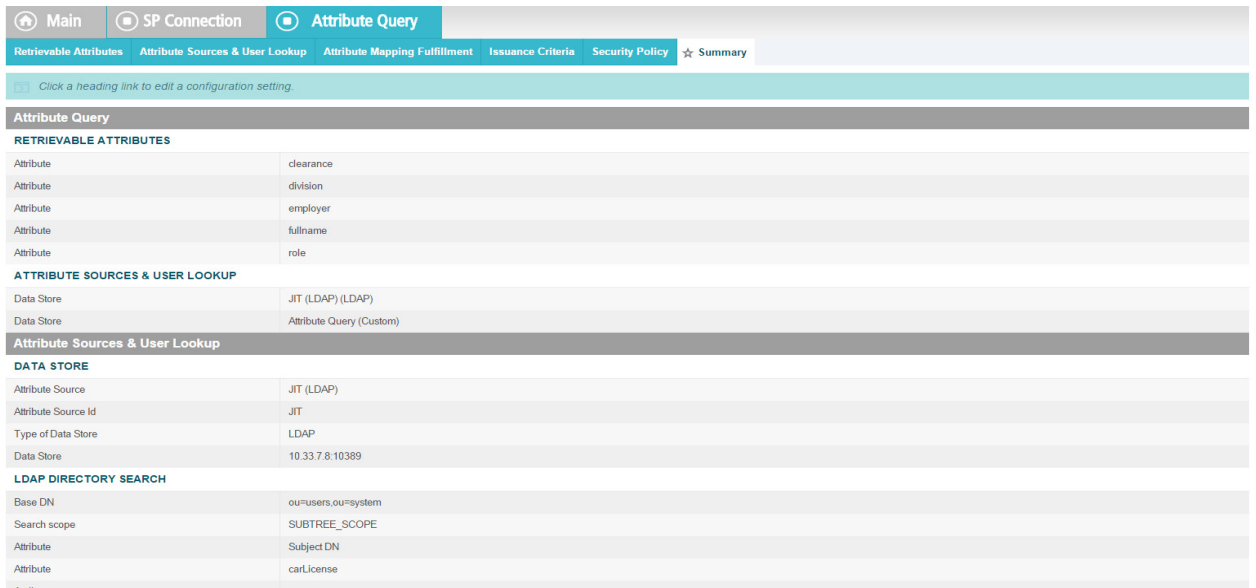 Main SP Connection Attribute Query
Retrievable Attributes Attribute Sources & User Lookup Attribute Mapping Fulfillment Issuance Criteria Security Policy Summary
Click a heading link to edit a configuration setting.
Attribute Query
RETRIEVABLE ATTRIBUTES
Attribute clearance
Attribute division
Attribute employer
Attribute fullname
Attribute role
ATTRIBUTE SOURCES & USER LOOKUP
Data Store JIT (LDAP) (LDAP)
Data Store Attribute Query (Custom)
Attribute Sources & User Lookup
DATA STORE
Attribute Source JIT (LDAP)
Attribute Source Id JIT
Type of Data Store LDAP
Data Store 10.33.7.8:10389
LDAP DIRECTORY SEARCH
Base DN ou=users,ou=system
Search scope SUBTREE_SCOPE
Attribute Subject DN
Attribute carLicense